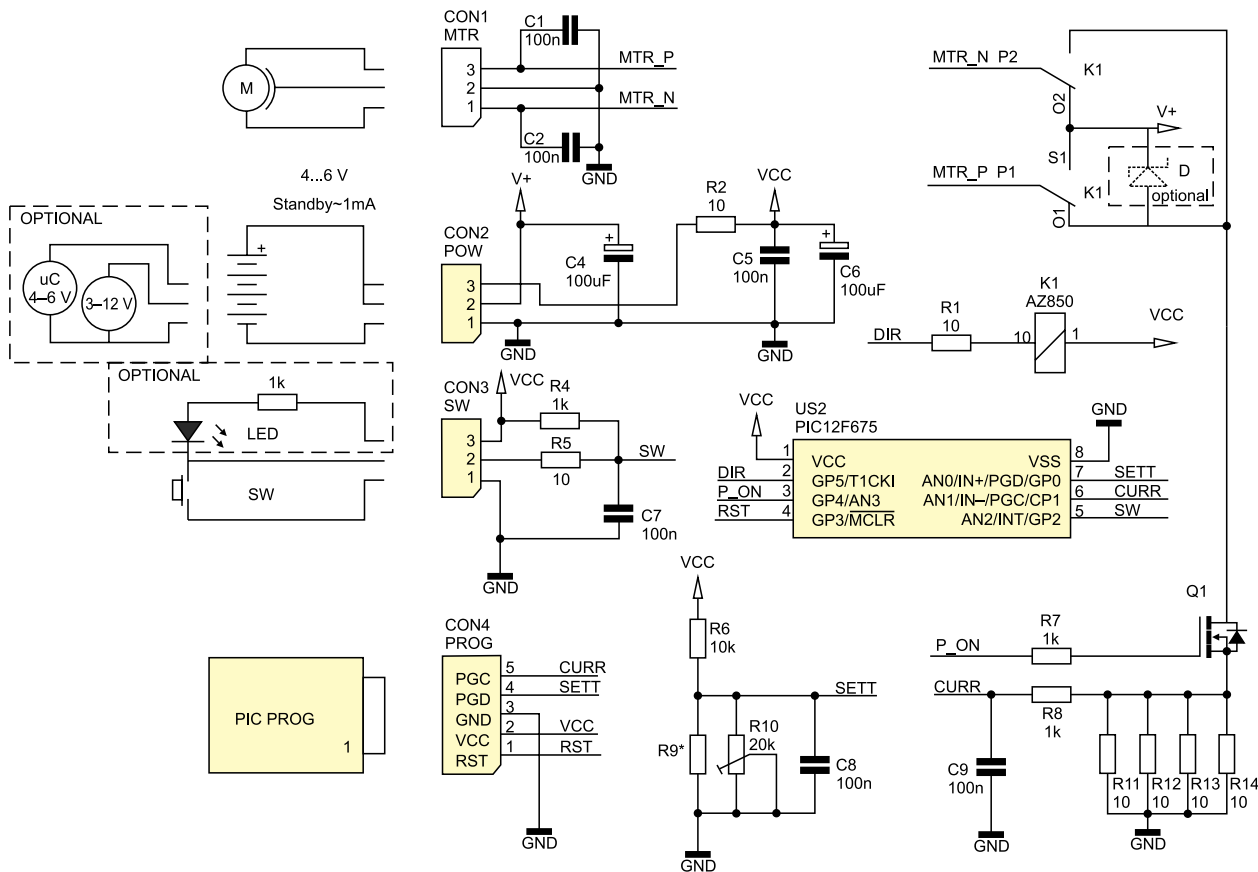 CON1
MTR
C1
100n
3
2
1
MTR_P
MTR_N
C2
100n
GND
M
MTR_N P2
K1
O2
V+
S1
D
optional
MTR_P P1
K1
O1
4...6 V
Standby~1mA
OPTIONAL
uC
4–6 V
3–12 V
+
V+
CON2
POW
3
2
1
+
C4
100uF
R2
10
VCC
C5
100n
+
C6
100uF
GND
GND
K1
AZ850
R1
10
DIR
10
1
VCC
OPTIONAL
1k
LED
SW
CON3
SW
VCC
R4
1k
3
2
1
R5
10
SW
C7
100n
GND
VCC
US2
PIC12F675
GND
1
VCC
VSS
8
DIR
2
GP5/T1CKI
AN0/IN+/PGD/GP0
7
SETT
P_ON
3
GP4/AN3
AN1/IN–/PGC/CP1
6
CURR
RST
4
GP3/MCLR
AN2/INT/GP2
5
SW
CON4
PROG
PGC
5
CURR
PGD
4
SETT
GND
3
VCC
2
VCC
RST
1
RST
GND
PIC PROG
1
VCC
R6
10k
SETT
R9*
R10
20k
C8
100n
GND
Q1
R7
1k
P_ON
CURR
R8
1k
C9
100n
GND
R11
10
R12
10
R13
10
R14
10
GND